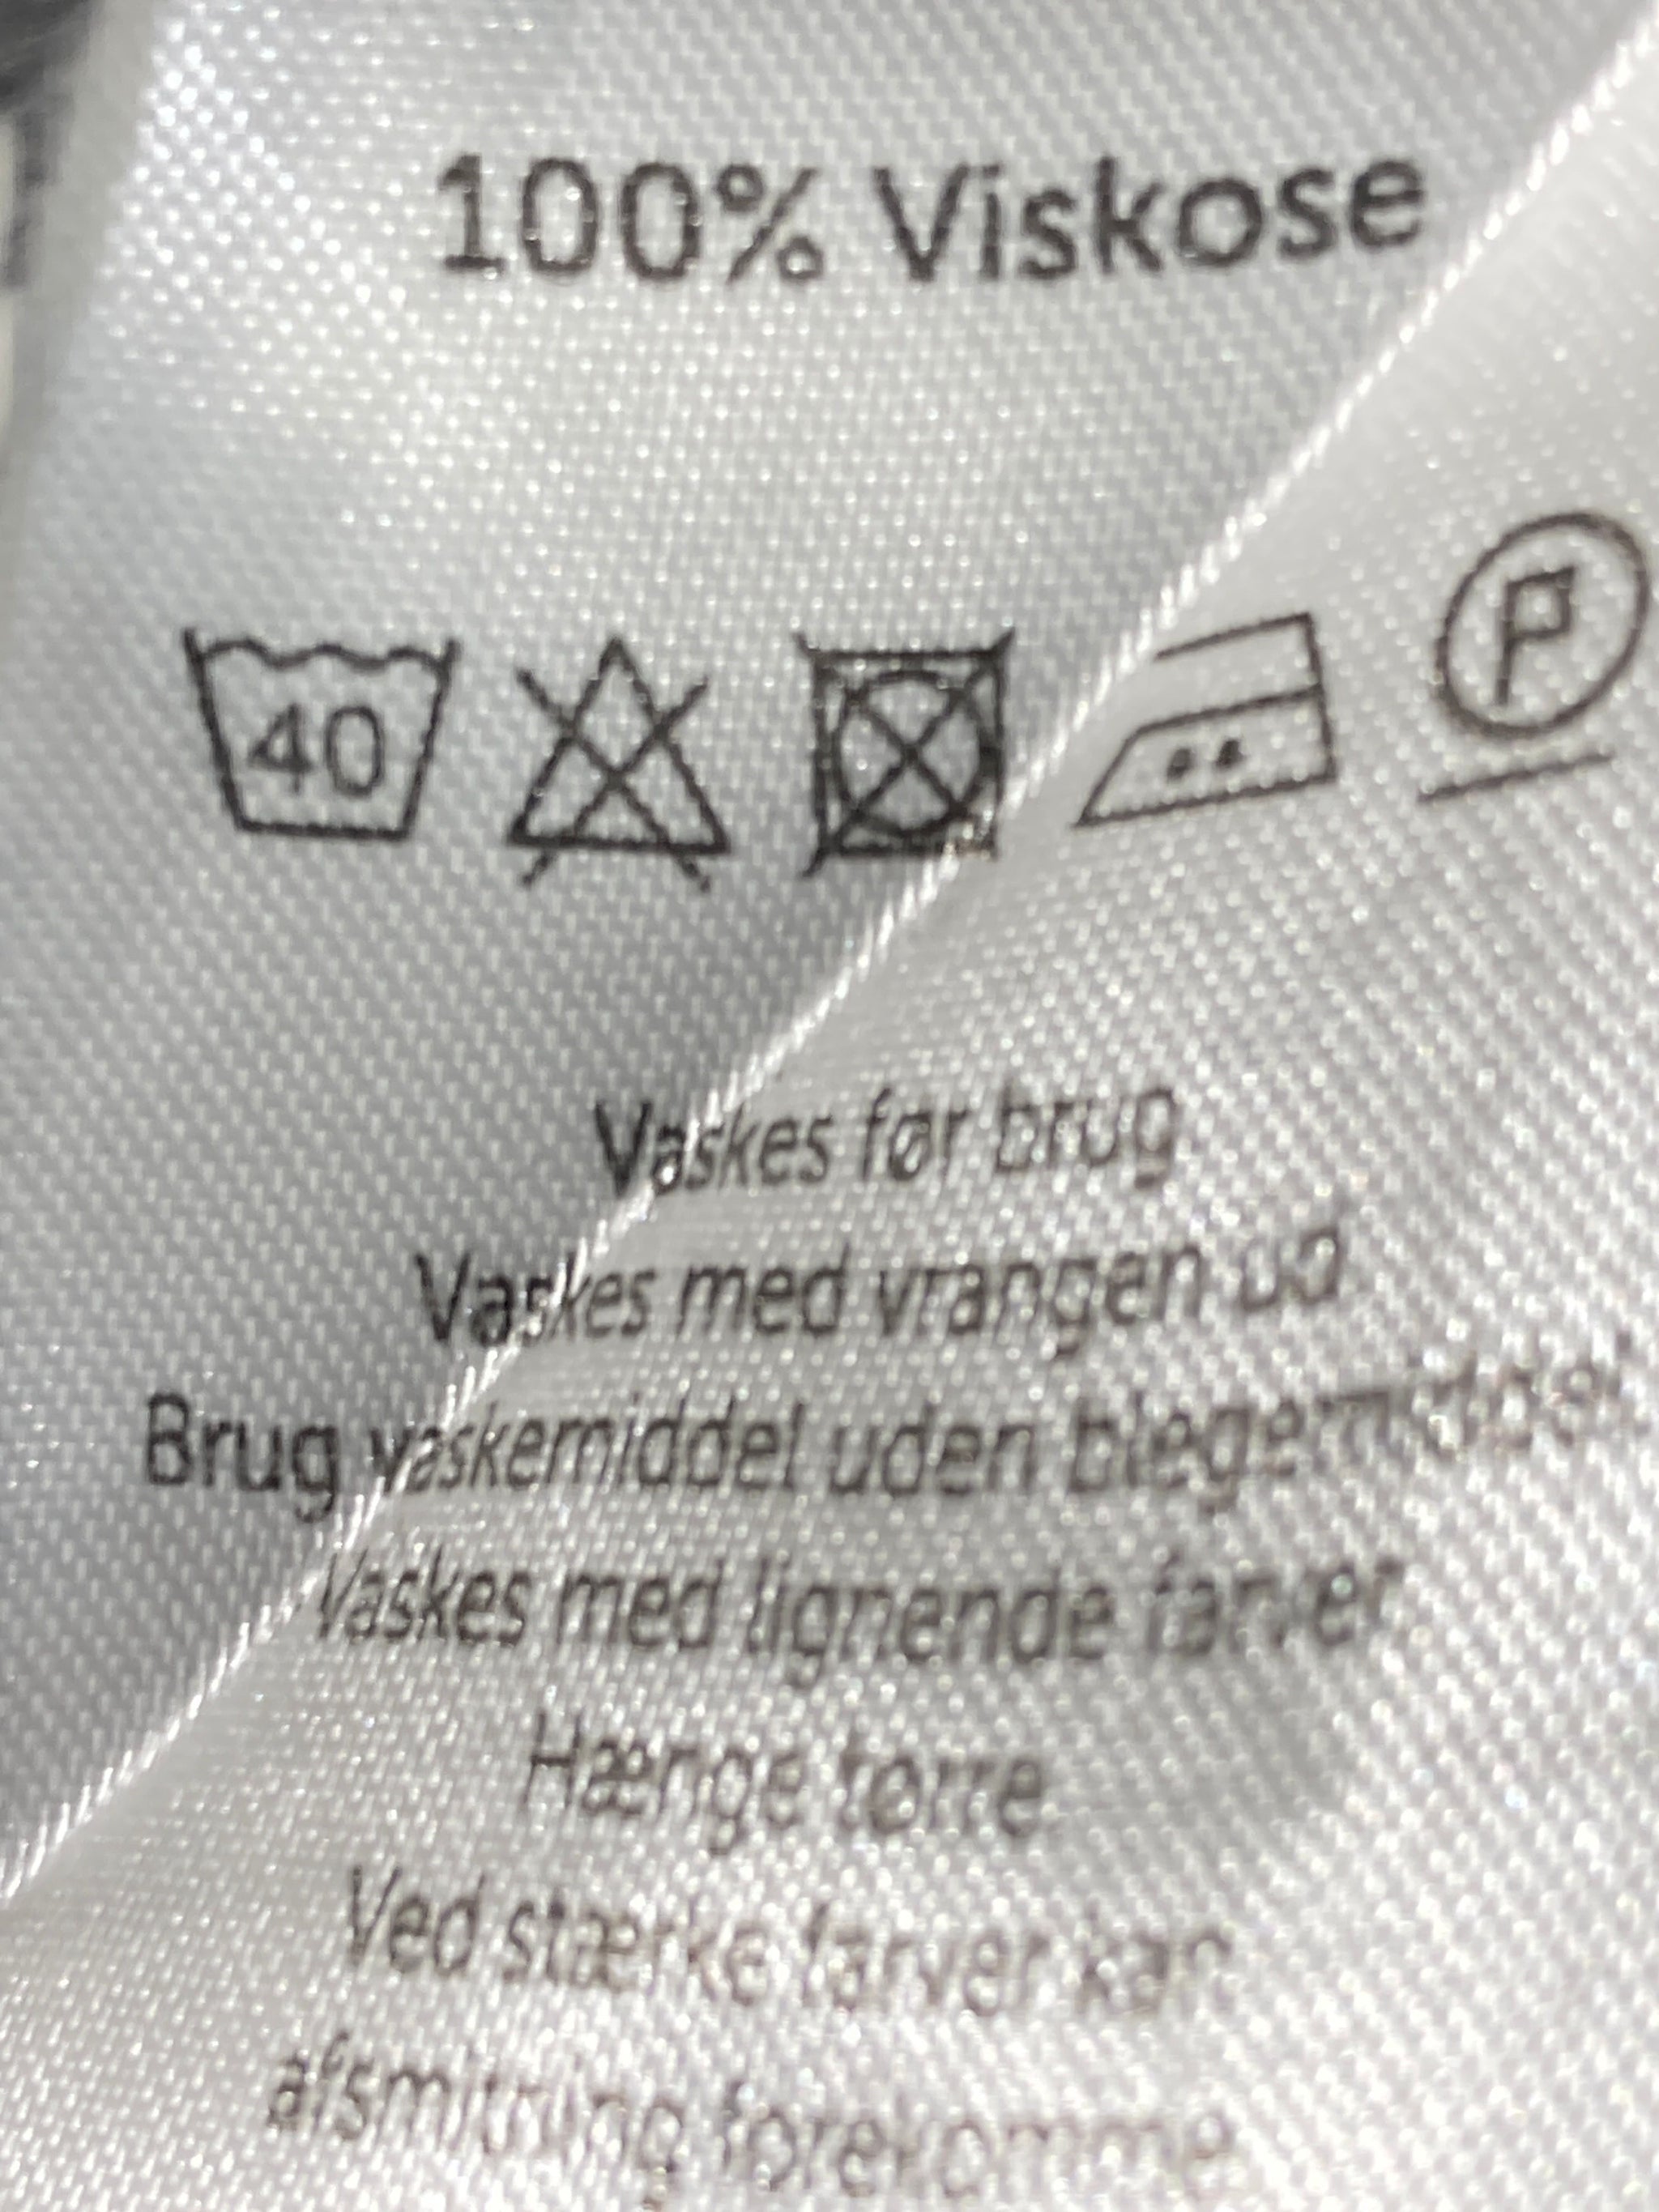 100% Viskose
40
P
Vaskes før brug
Vaskes med vrangen ud
Brug vaskemiddel uden blegemiddel
Vaskes med lignende farver
Hænge tørre
Ved stærke farver kan
afsmitning forekomme